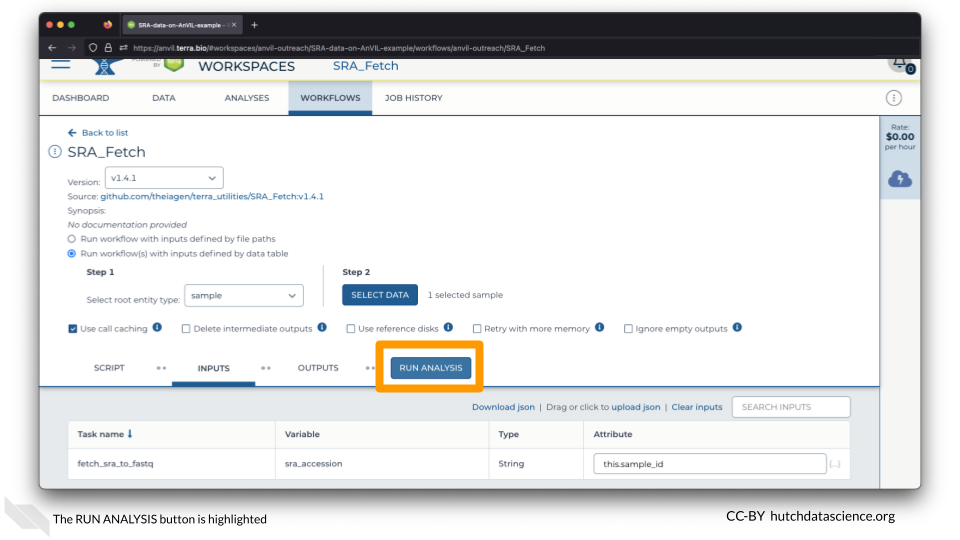 SRA-data-on-AnVIL-example –
https://anvil.terra.bio/#workspaces/anvil-outreach/SRA-data-on-AnVIL-example/workflows/anvil-outreach/SRA_Fetch
POWERED
BY
WORKSPACES SRA_Fetch
0
DASHBOARD DATA ANALYSES WORKFLOWS JOB HISTORY
Rate:
$0.00
per hour
Back to list
SRA_Fetch
Version: v1.4.1
Source: github.com/theiagen/terra_utilities/SRA_Fetch:v1.4.1
Synopsis:
No documentation provided
Run workflow with inputs defined by file paths
Run workflow(s) with inputs defined by data table
Step 1 Step 2
Select root entity type: sample SELECT DATA 1 selected sample
Use call caching Delete intermediate outputs Use reference disks Retry with more memory Ignore empty outputs
SCRIPT INPUTS OUTPUTS RUN ANALYSIS
Download json | Drag or click to upload json | Clear inputs SEARCH INPUTS
Task name Variable Type Attribute
fetch_sra_to_fastq sra_accession String this.sample_id {...}
The RUN ANALYSIS button is highlighted
CC-BY hutchdatascience.org